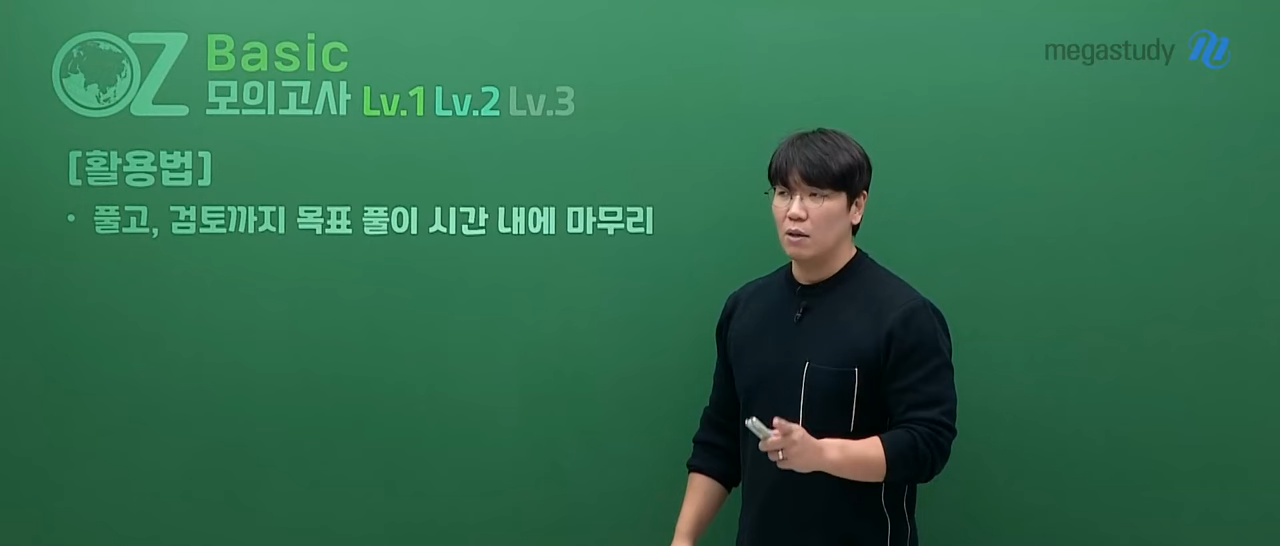 OZ Basic
모의고사 Lv.1 Lv.2 Lv.3
megastudy
[활용법]
• 풀고, 검토까지 목표 풀이 시간 내에 마무리